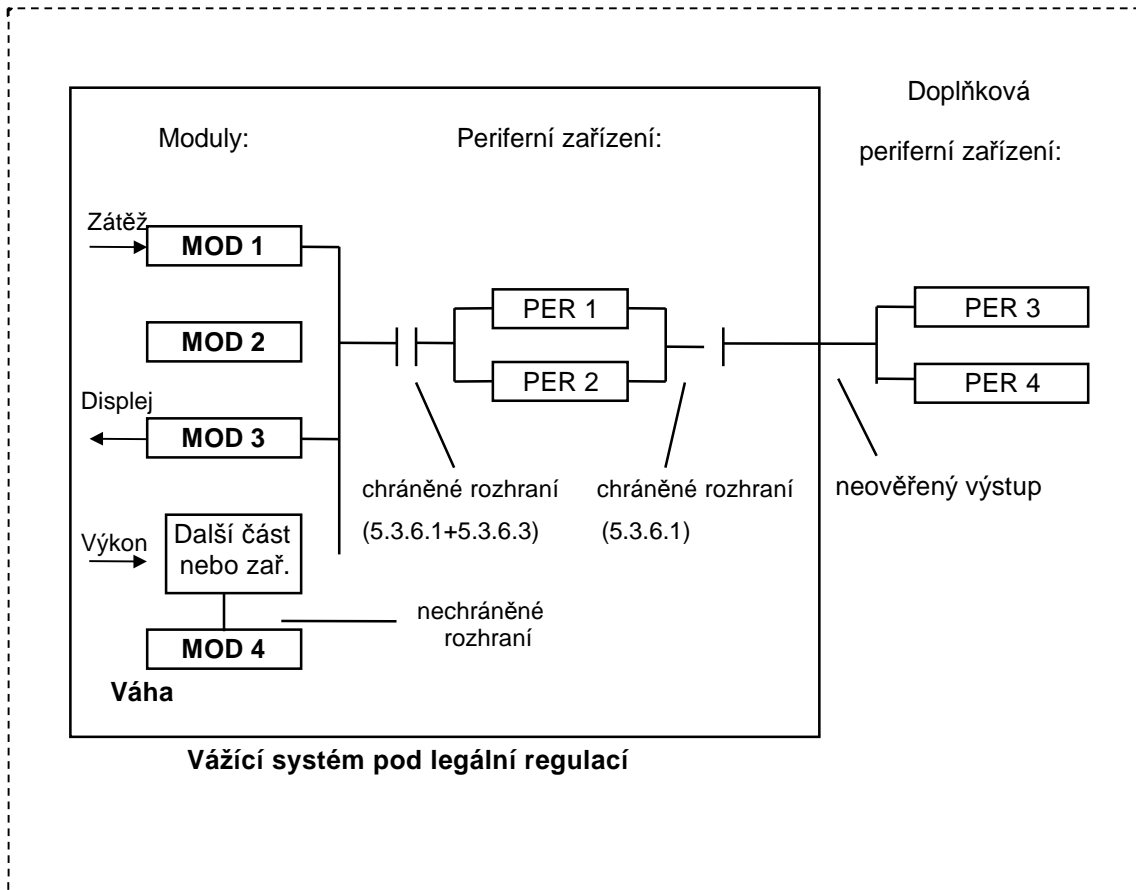 Doplňková
periferní zařízení:
Moduly:
Periferní zařízení:
Zátěž
MOD 1
MOD 2
Displej
MOD 3
Výkon
Další část
nebo zař.
MOD 4
Váha
PER 1
PER 2
chráněné rozhraní
(5.3.6.1+5.3.6.3)
chráněné rozhraní
(5.3.6.1)
nechráněné
rozhraní
PER 3
PER 4
neověřený výstup
Vážící systém pod legální regulací